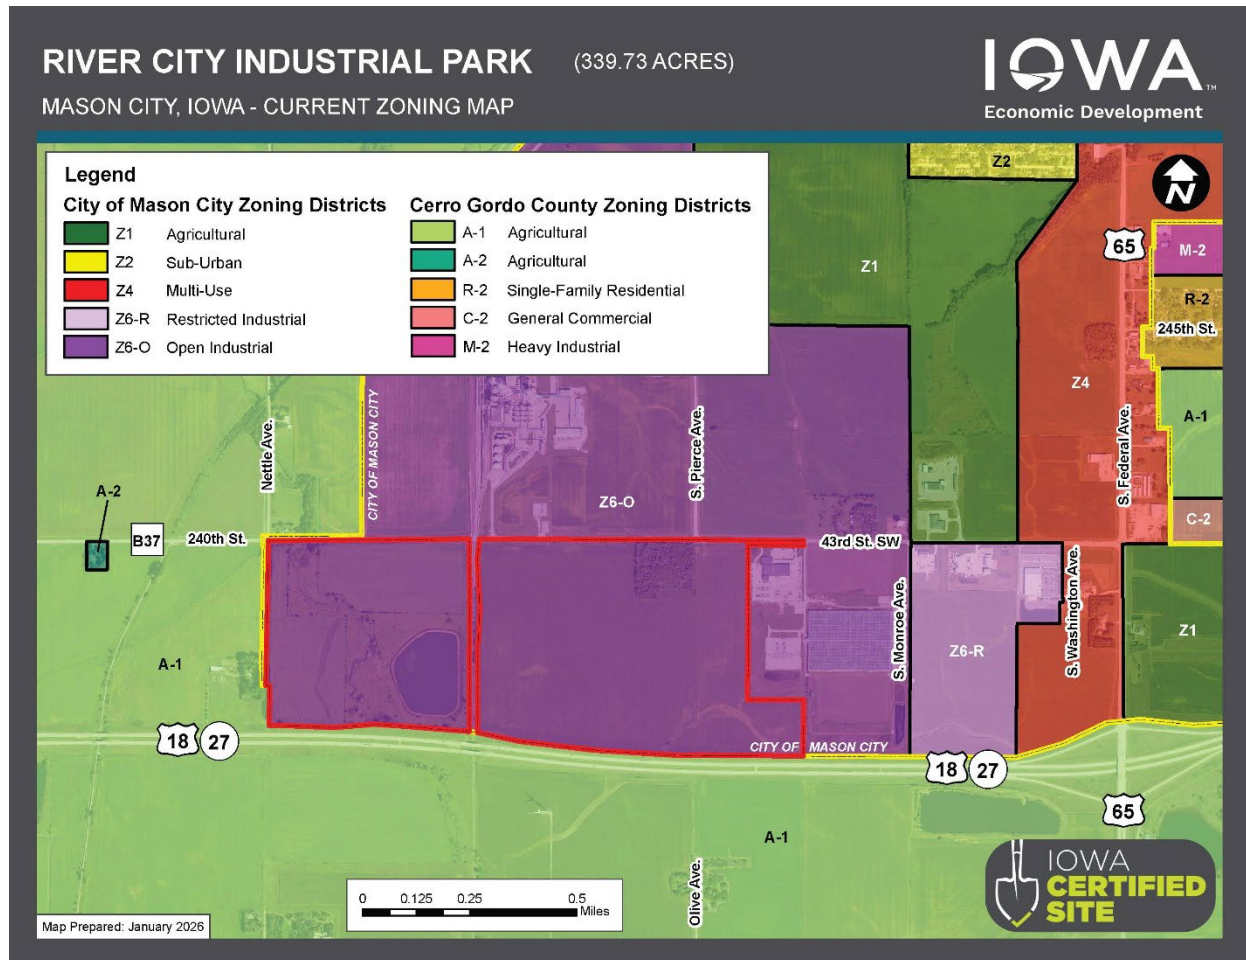 RIVER CITY INDUSTRIAL PARK (339.73 ACRES)
MASON CITY, IOWA - CURRENT ZONING MAP
IOWA™
Economic Development
Legend
City of Mason City Zoning Districts
Z1 Agricultural
Z2 Sub-Urban
Z4 Multi-Use
Z6-R Restricted Industrial
Z6-O Open Industrial
Cerro Gordo County Zoning Districts
A-1 Agricultural
A-2 Agricultural
R-2 Single-Family Residential
C-2 General Commercial
M-2 Heavy Industrial
Z2
N
65
M-2
Z1
R-2
245th St.
Z4
A-1
Nettle Ave.
CITY OF MASON CITY
S. Pierce Ave.
S. Federal Ave.
A-2
Z6-O
C-2
B37
240th St.
43rd St. SW
S. Monroe Ave.
S. Washington Ave.
Z1
A-1
Z6-R
18 27
CITY OF MASON CITY
18 27
65
A-1
Olive Ave.
0 0.125 0.25 0.5
Miles
IOWA
CERTIFIED
SITE
Map Prepared: January 2026